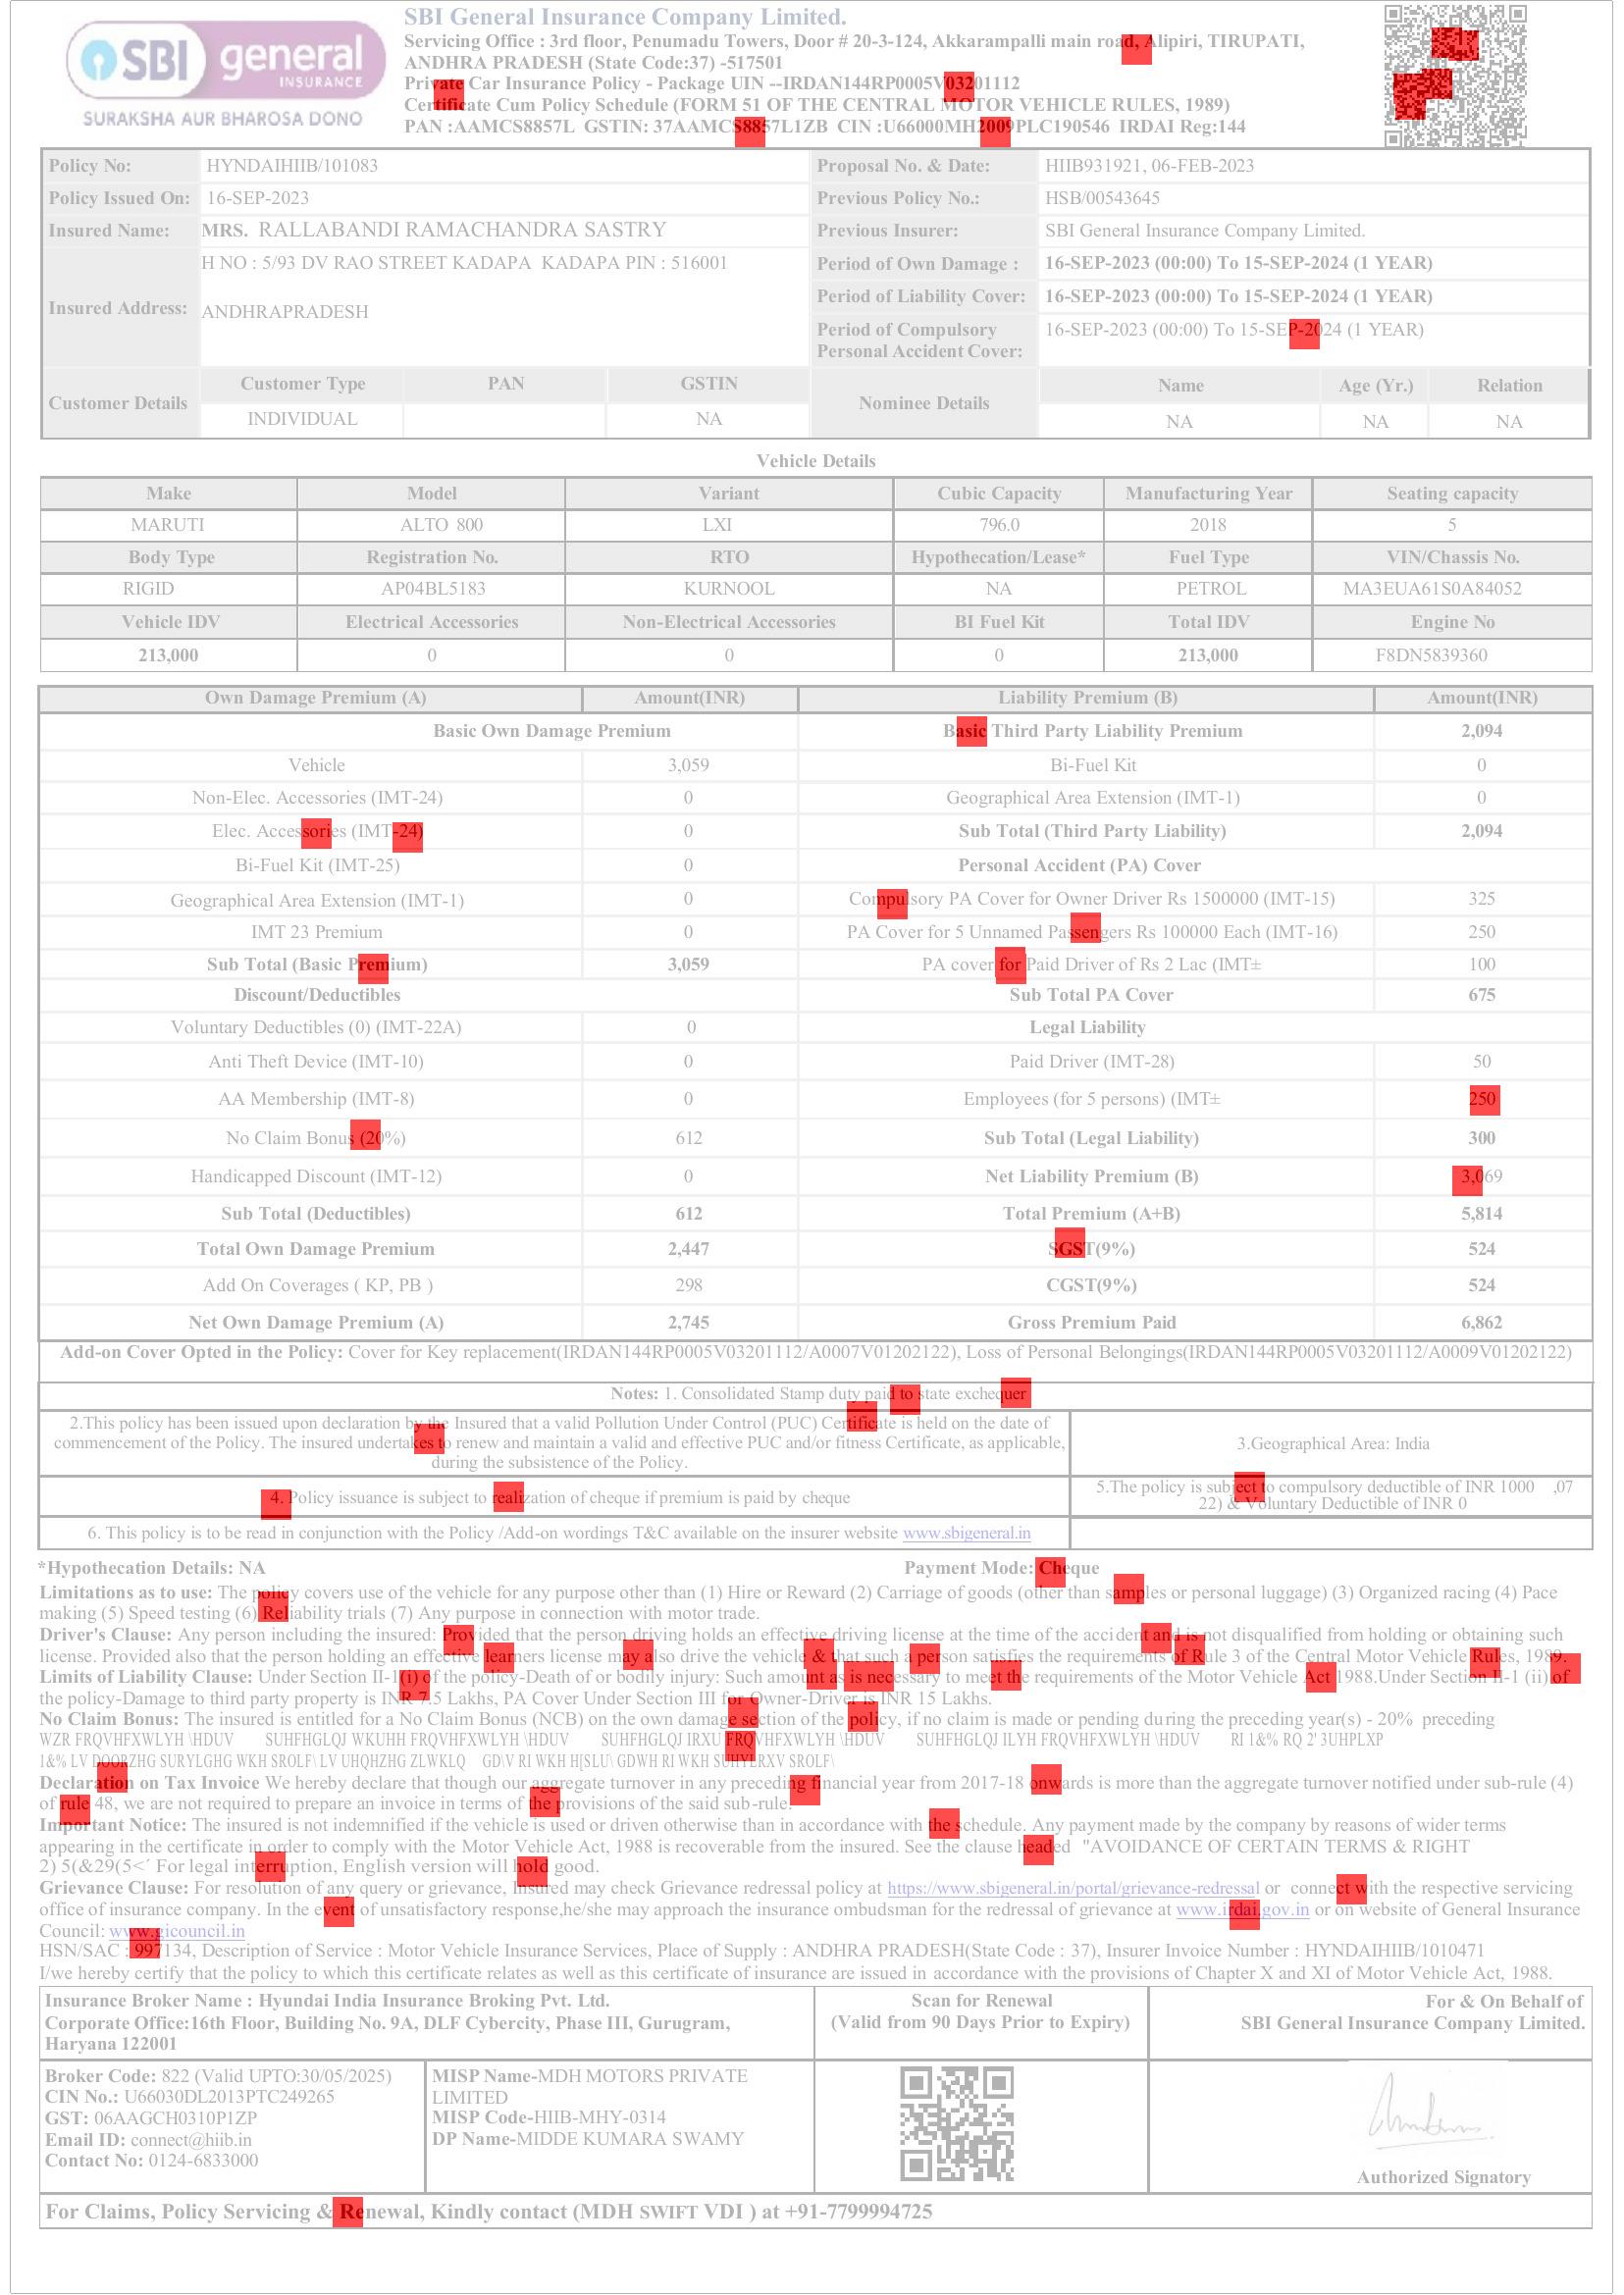 SBI general
INSURANCE
SURAKSHA AUR BHAROSA DONO
SBI General Insurance Company Limited.
Servicing Office : 3rd floor, Penumadu Towers, Door # 20-3-124, Akkarampalli main road, Alipiri, TIRUPATI,
ANDHRA PRADESH (State Code:37) -517501
Private Car Insurance Policy - Package UIN --IRDAN144RP0005V03201112
Certificate Cum Policy Schedule (FORM 51 OF THE CENTRAL MOTOR VEHICLE RULES, 1989)
PAN :AAMCS8857L GSTIN: 37AAMCS8857L1ZB CIN :U66000MH2009PLC190546 IRDAI Reg:144
Policy No: HYNDAIHIIB/101083 Proposal No. & Date: HIIB931921, 06-FEB-2023
Policy Issued On: 16-SEP-2023 Previous Policy No.: HSB/00543645
Insured Name: MRS. RALLABANDI RAMACHANDRA SASTRY Previous Insurer: SBI General Insurance Company Limited.
Insured Address: H NO : 5/93 DV RAO STREET KADAPA KADAPA PIN : 516001
ANDHRAPRADESH
Period of Own Damage : 16-SEP-2023 (00:00) To 15-SEP-2024 (1 YEAR)
Period of Liability Cover: 16-SEP-2023 (00:00) To 15-SEP-2024 (1 YEAR)
Period of Compulsory
Personal Accident Cover: 16-SEP-2023 (00:00) To 15-SEP-2024 (1 YEAR)
Customer Details Customer Type PAN GSTIN Nominee Details Name Age (Yr.) Relation
INDIVIDUAL NA NA NA NA
Vehicle Details
Make Model Variant Cubic Capacity Manufacturing Year Seating capacity
MARUTI ALTO 800 LXI 796.0 2018 5
Body Type Registration No. RTO Hypothecation/Lease* Fuel Type VIN/Chassis No.
RIGID AP04BL5183 KURNOOL NA PETROL MA3EUA61S0A84052
Vehicle IDV Electrical Accessories Non-Electrical Accessories BI Fuel Kit Total IDV Engine No
213,000 0 0 0 213,000 F8DN5839360
Own Damage Premium (A) Amount(INR) Liability Premium (B) Amount(INR)
Basic Own Damage Premium Basic Third Party Liability Premium 2,094
Vehicle 3,059 Bi-Fuel Kit 0
Non-Elec. Accessories (IMT-24) 0 Geographical Area Extension (IMT-1) 0
Elec. Accessories (IMT-24) 0 Sub Total (Third Party Liability) 2,094
Bi-Fuel Kit (IMT-25) 0 Personal Accident (PA) Cover
Geographical Area Extension (IMT-1) 0 Compulsory PA Cover for Owner Driver Rs 1500000 (IMT-15) 325
IMT 23 Premium 0 PA Cover for 5 Unnamed Passengers Rs 100000 Each (IMT-16) 250
Sub Total (Basic Premium) 3,059 PA cover for Paid Driver of Rs 2 Lac (IMT± 100
Discount/Deductibles Sub Total PA Cover 675
Voluntary Deductibles (0) (IMT-22A) 0 Legal Liability
Anti Theft Device (IMT-10) 0 Paid Driver (IMT-28) 50
AA Membership (IMT-8) 0 Employees (for 5 persons) (IMT± 250
No Claim Bonus (20%) 612 Sub Total (Legal Liability) 300
Handicapped Discount (IMT-12) 0 Net Liability Premium (B) 3,069
Sub Total (Deductibles) 612 Total Premium (A+B) 5,814
Total Own Damage Premium 2,447 SGST(9%) 524
Add On Coverages ( KP, PB ) 298 CGST(9%) 524
Net Own Damage Premium (A) 2,745 Gross Premium Paid 6,862
Add-on Cover Opted in the Policy: Cover for Key replacement(IRDAN144RP0005V03201112/A0007V01202122), Loss of Personal Belongings(IRDAN144RP0005V03201112/A0009V01202122)
Notes: 1. Consolidated Stamp duty paid to state exchequer
2.This policy has been issued upon declaration by the Insured that a valid Pollution Under Control (PUC) Certificate is held on the date of
commencement of the Policy. The insured undertakes to renew and maintain a valid and effective PUC and/or fitness Certificate, as applicable,
during the subsistence of the Policy.
3.Geographical Area: India
4. Policy issuance is subject to realization of cheque if premium is paid by cheque
5.The policy is subject to compulsory deductible of INR 1000 ,07
22) & Voluntary Deductible of INR 0
6. This policy is to be read in conjunction with the Policy /Add-on wordings T&C available on the insurer website www.sbigeneral.in
*Hypothecation Details: NA Payment Mode: Cheque
Limitations as to use: The policy covers use of the vehicle for any purpose other than (1) Hire or Reward (2) Carriage of goods (other than samples or personal luggage) (3) Organized racing (4) Pace
making (5) Speed testing (6) Reliability trials (7) Any purpose in connection with motor trade.
Driver's Clause: Any person including the insured: Provided that the person driving holds an effective driving license at the time of the accident and is not disqualified from holding or obtaining such
license. Provided also that the person holding an effective learners license may also drive the vehicle & that such a person satisfies the requirements of Rule 3 of the Central Motor Vehicle Rules, 1989.
Limits of Liability Clause: Under Section II-1 (i) of the policy-Death of or bodily injury: Such amount as is necessary to meet the requirements of the Motor Vehicle Act 1988.Under Section II-1 (ii) of
the policy-Damage to third party property is INR 7.5 Lakhs, PA Cover Under Section III for Owner-Driver is INR 15 Lakhs.
No Claim Bonus: The insured is entitled for a No Claim Bonus (NCB) on the own damage section of the policy, if no claim is made or pending during the preceding year(s) - 20% preceding
WZR FRQVHFXWLYH \HDUV SUHFHGLQJ WKUHH FRQVHFXWLYH \HDUV SUHFHGLQJ IRXU FRQVHFXWLYH \HDUV SUHFHGLQJ ILYH FRQVHFXWLYH \HDUV RI 1&% RQ 2' 3UHPLXP
1&% LV DOORZHG SURYLGHG WKH SROLF\ LV UHQHZHG ZLWKLQ GD\V RI WKH H[SLU\ GDWH RI WKH SUHYLRXV SROLF\
Declaration on Tax Invoice We hereby declare that though our aggregate turnover in any preceding financial year from 2017-18 onwards is more than the aggregate turnover notified under sub-rule (4)
of rule 48, we are not required to prepare an invoice in terms of the provisions of the said sub-rule.
Important Notice: The insured is not indemnified if the vehicle is used or driven otherwise than in accordance with the schedule. Any payment made by the company by reasons of wider terms
appearing in the certificate in order to comply with the Motor Vehicle Act, 1988 is recoverable from the insured. See the clause headed "AVOIDANCE OF CERTAIN TERMS & RIGHT
2) 5(&29(5<´ For legal interruption, English version will hold good.
Grievance Clause: For resolution of any query or grievance, Insured may check Grievance redressal policy at https://www.sbigeneral.in/portal/grievance-redressal or connect with the respective servicing
office of insurance company. In the event of unsatisfactory response,he/she may approach the insurance ombudsman for the redressal of grievance at www.irdai.gov.in or on website of General Insurance
Council: www.gicouncil.in
HSN/SAC : 997134, Description of Service : Motor Vehicle Insurance Services, Place of Supply : ANDHRA PRADESH(State Code : 37), Insurer Invoice Number : HYNDAIHIIB/1010471
I/we hereby certify that the policy to which this certificate relates as well as this certificate of insurance are issued in accordance with the provisions of Chapter X and XI of Motor Vehicle Act, 1988.
Insurance Broker Name : Hyundai India Insurance Broking Pvt. Ltd.
Corporate Office:16th Floor, Building No. 9A, DLF Cybercity, Phase III, Gurugram,
Haryana 122001
Scan for Renewal
(Valid from 90 Days Prior to Expiry)
For & On Behalf of
SBI General Insurance Company Limited.
Broker Code: 822 (Valid UPTO:30/05/2025)
CIN No.: U66030DL2013PTC249265
GST: 06AAGCH0310P1ZP
Email ID: connect@hiib.in
Contact No: 0124-6833000
MISP Name-MDH MOTORS PRIVATE
LIMITED
MISP Code-HIIB-MHY-0314
DP Name-MIDDE KUMARA SWAMY
Authorized Signatory
For Claims, Policy Servicing & Renewal, Kindly contact (MDH SWIFT VDI ) at +91-7799994725